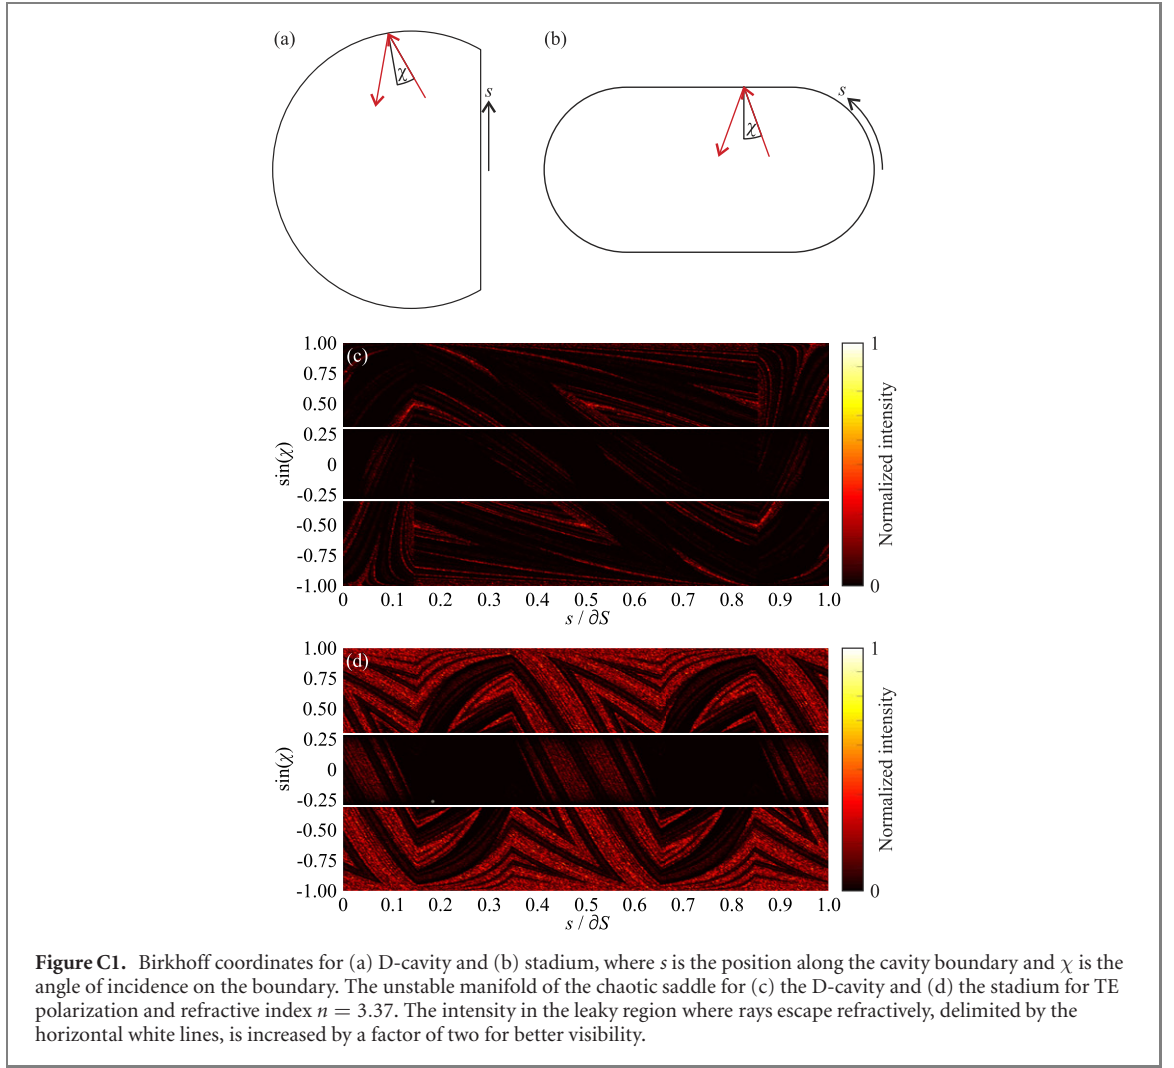 (a)
χ
s
(b)
χ
s
(c)
1.00
0.75
0.50
0.25
0
-0.25
-0.50
-0.75
-1.00
sin(χ)
0 0.1 0.2 0.3 0.4 0.5 0.6 0.7 0.8 0.9 1.0
s / ∂S
1
0
Normalized intensity
(d)
1.00
0.75
0.50
0.25
0
-0.25
-0.50
-0.75
-1.00
sin(χ)
0 0.1 0.2 0.3 0.4 0.5 0.6 0.7 0.8 0.9 1.0
s / ∂S
1
0
Normalized intensity
Figure C1. Birkhoff coordinates for (a) D-cavity and (b) stadium, where s is the position along the cavity boundary and χ is the
angle of incidence on the boundary. The unstable manifold of the chaotic saddle for (c) the D-cavity and (d) the stadium for TE
polarization and refractive index n = 3.37. The intensity in the leaky region where rays escape refractively, delimited by the
horizontal white lines, is increased by a factor of two for better visibility.